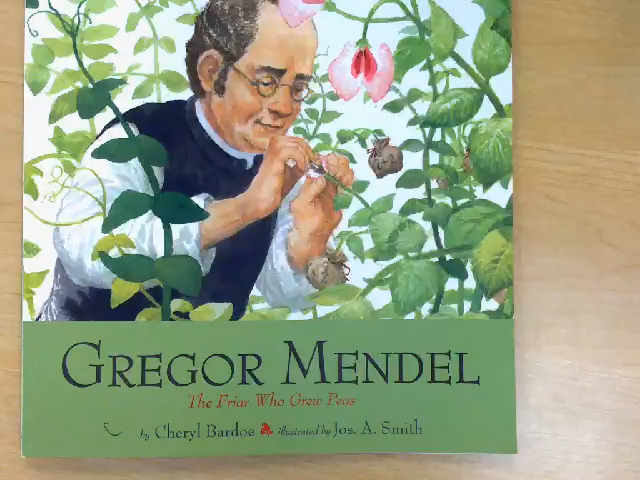 GREGOR MENDEL
The Friar Who Grew Peas
by Cheryl Bardoe illustrated by Jos. A. Smith